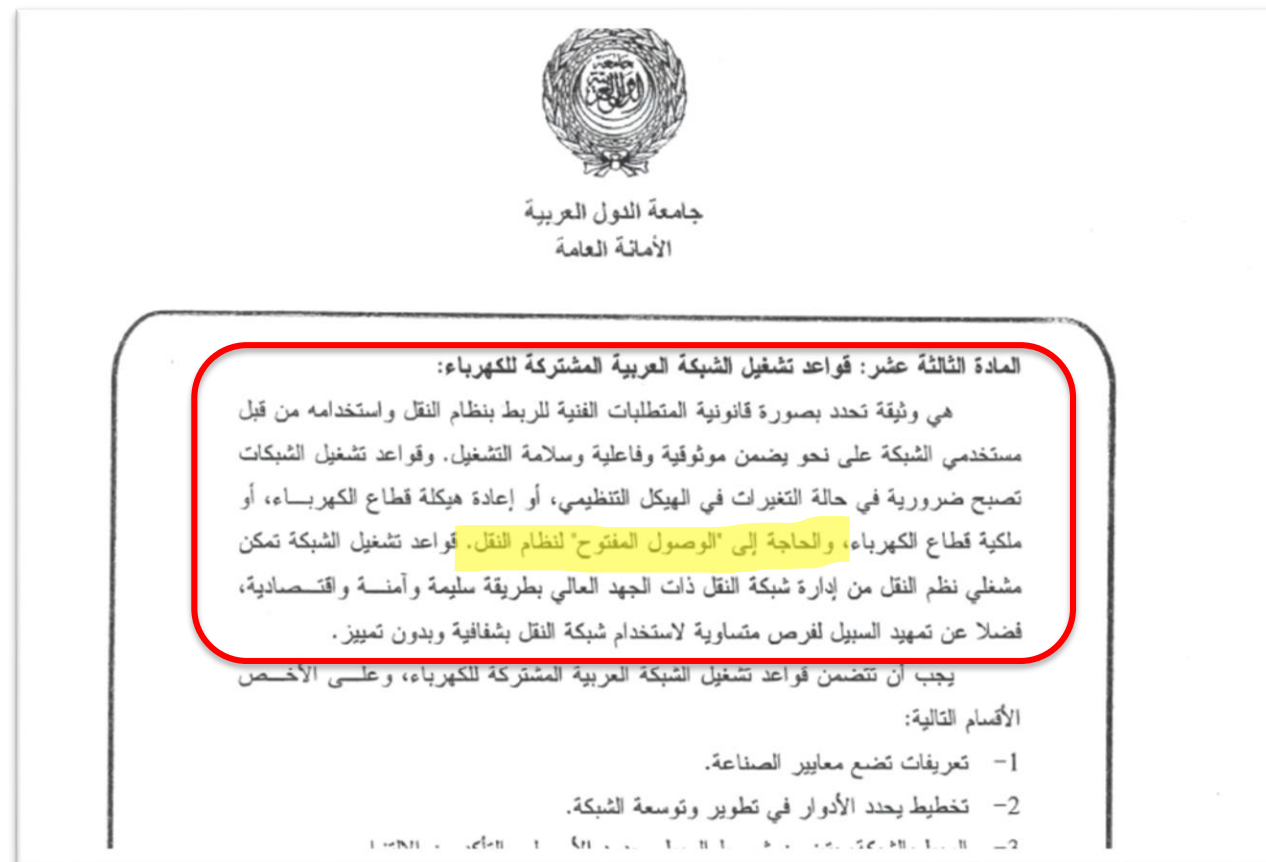 جامعة الدول العربية
الأمانة العامة
المادة الثالثة عشر: قواعد تشغيل الشبكة العربية المشتركة للكهرباء:
هي وثيقة تحدد بصورة قانونية المتطلبات الفنية للربط بنظام النقل واستخدامه من قبل
مستخدمي الشبكة على نحو يضمن موثوقية وفاعلية وسلامة التشغيل. وقواعد تشغيل الشبكات
تصبح ضرورية في حالة التغيرات في الهيكل التنظيمي، أو إعادة هيكلة قطاع الكهربـــاء، أو
ملكية قطاع الكهرباء، والحاجة إلى "الوصول المفتوح" لنظام النقل. قواعد تشغيل الشبكة تمكن
مشغلي نظم النقل من إدارة شبكة النقل ذات الجهد العالي بطريقة سليمة وآمنـــة واقتـــصادية،
فضلا عن تمهيد السبيل لفرص متساوية لاستخدام شبكة النقل بشفافية وبدون تمييز.
يجب أن تتضمن قواعد تشغيل الشبكة العربية المشتركة للكهرباء، وعلـــى الأخـــص
الأقسام التالية:
1- تعريفات تضع معايير الصناعة.
2- تخطيط يحدد الأدوار في تطوير وتوسعة الشبكة.